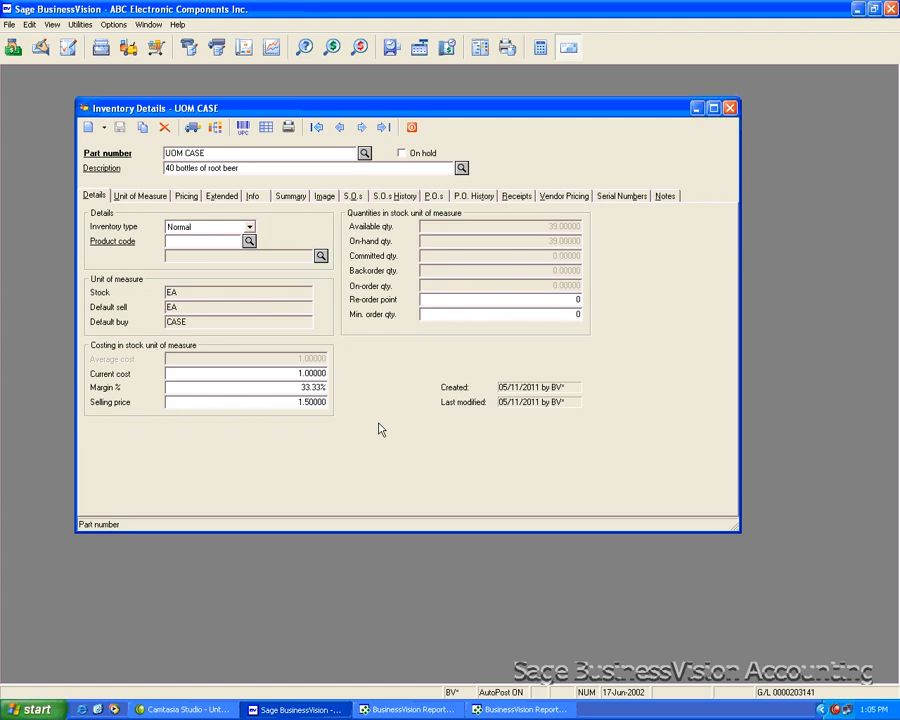 Sage BusinessVision - ABC Electronic Components Inc.
File Edit View Utilities Options Window Help
Inventory Details - UOM CASE
UPC
Part number UOM CASE On hold
Description 40 bottles of root beer
Details Unit of Measure Pricing Extended Info Summary Image S.O.s S.O.s History P.O.s P.O. History Receipts Vendor Pricing Serial Numbers Notes
Details
Inventory type Normal
Product code
Unit of measure
Stock EA
Default sell EA
Default buy CASE
Costing in stock unit of measure
Average cost 1.00000
Current cost 1.00000
Margin % 33.33%
Selling price 1.50000
Quantities in stock unit of measure
Available qty. 39.00000
On-hand qty. 39.00000
Committed qty. 0.00000
Backorder qty. 0.00000
On-order qty. 0.00000
Re-order point 0
Min. order qty. 0
Created: 05/11/2011 by BV*
Last modified: 05/11/2011 by BV*
Part number
Sage BusinessVision Accounting
BV* AutoPost ON NUM 17-Jun-2002 G/L 0000203141
start Camtasia Studio - Unt... Sage BusinessVision -... BusinessVision Report... BusinessVision Report... 1:05 PM